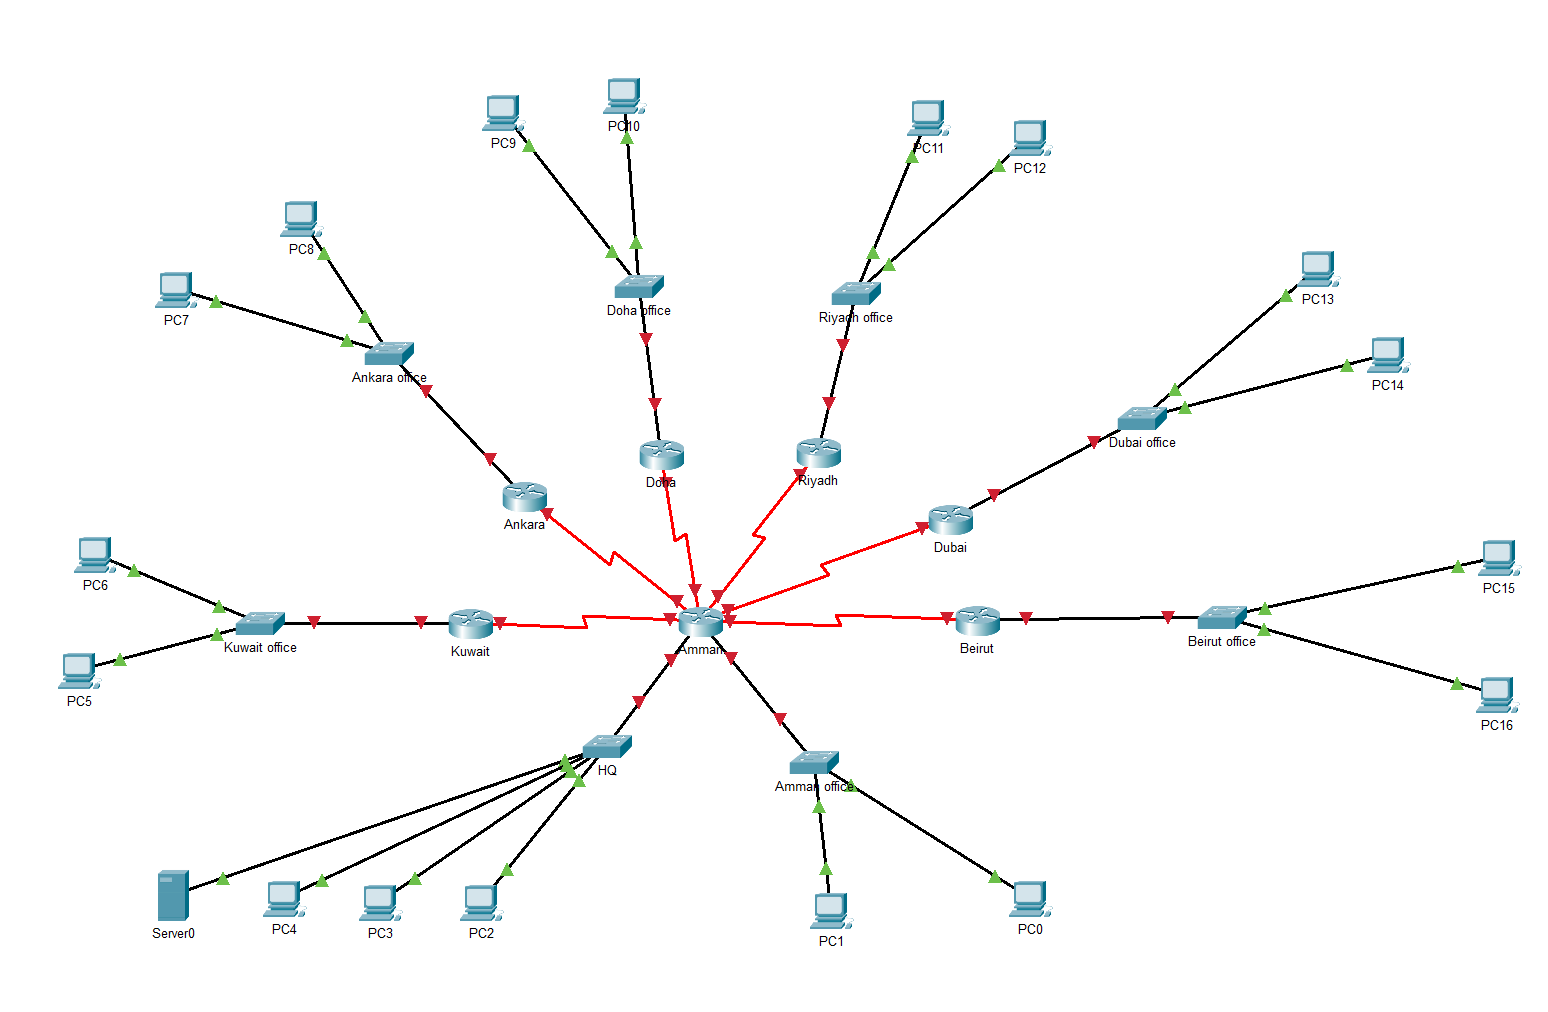 PC9
PC10
PC11
PC12
PC8
PC7
PC13
Doha office
Riyadh office
Ankara office
PC14
Dubai office
Doha
Riyadh
Ankara
Dubai
PC6
PC15
Kuwait office
Kuwait
Amman
Beirut
Beirut office
PC5
PC16
HQ
Amman office
Server0
PC4
PC3
PC2
PC1
PC0